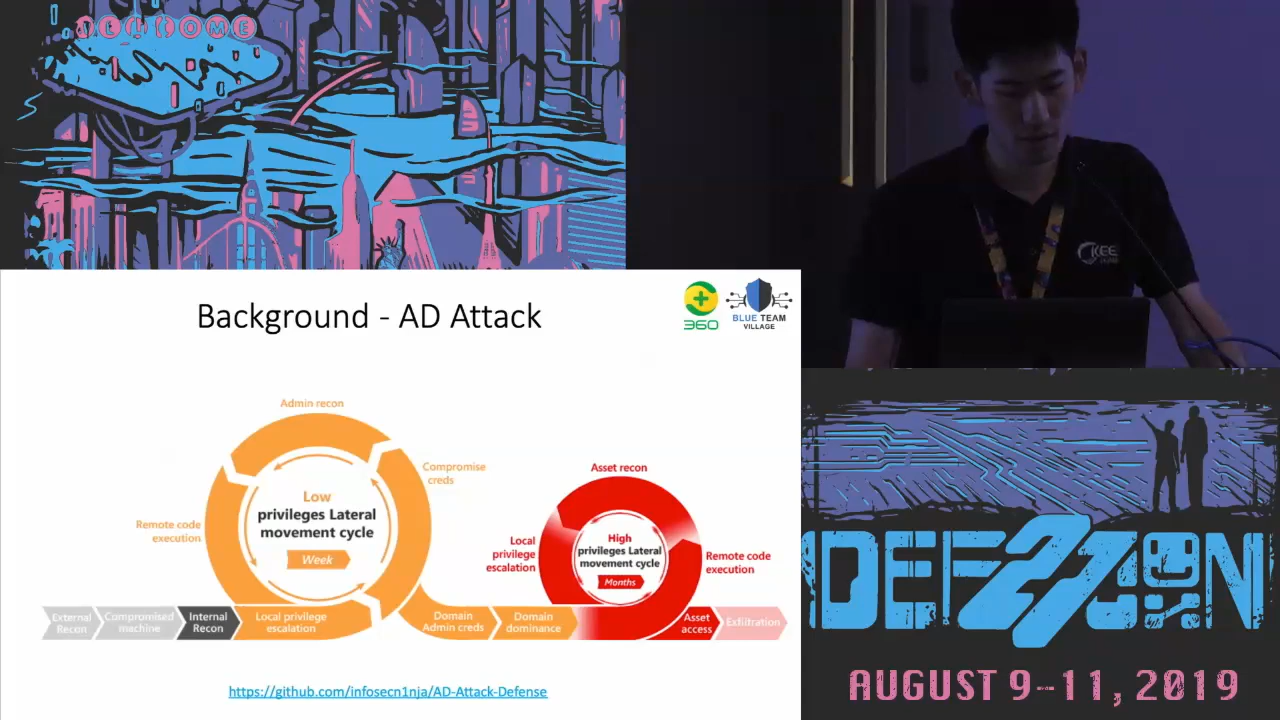 WELCOME
Background - AD Attack
360
BLUE TEAM
VILLAGE
Admin recon
Compromise
creds
Remote code
execution
Low
privileges Lateral
movement cycle
Week
Asset recon
Local
privilege
escalation
High
privileges Lateral
movement cycle
Months
Remote code
execution
External
Recon
Compromised
machine
Internal
Recon
Local privilege
escalation
Domain
Admin creds
Domain
dominance
Asset
access
Exfiltration
https://github.com/infosecn1nja/AD-Attack-Defense
KEE
DEFCON
27
AUGUST 9-11, 2019